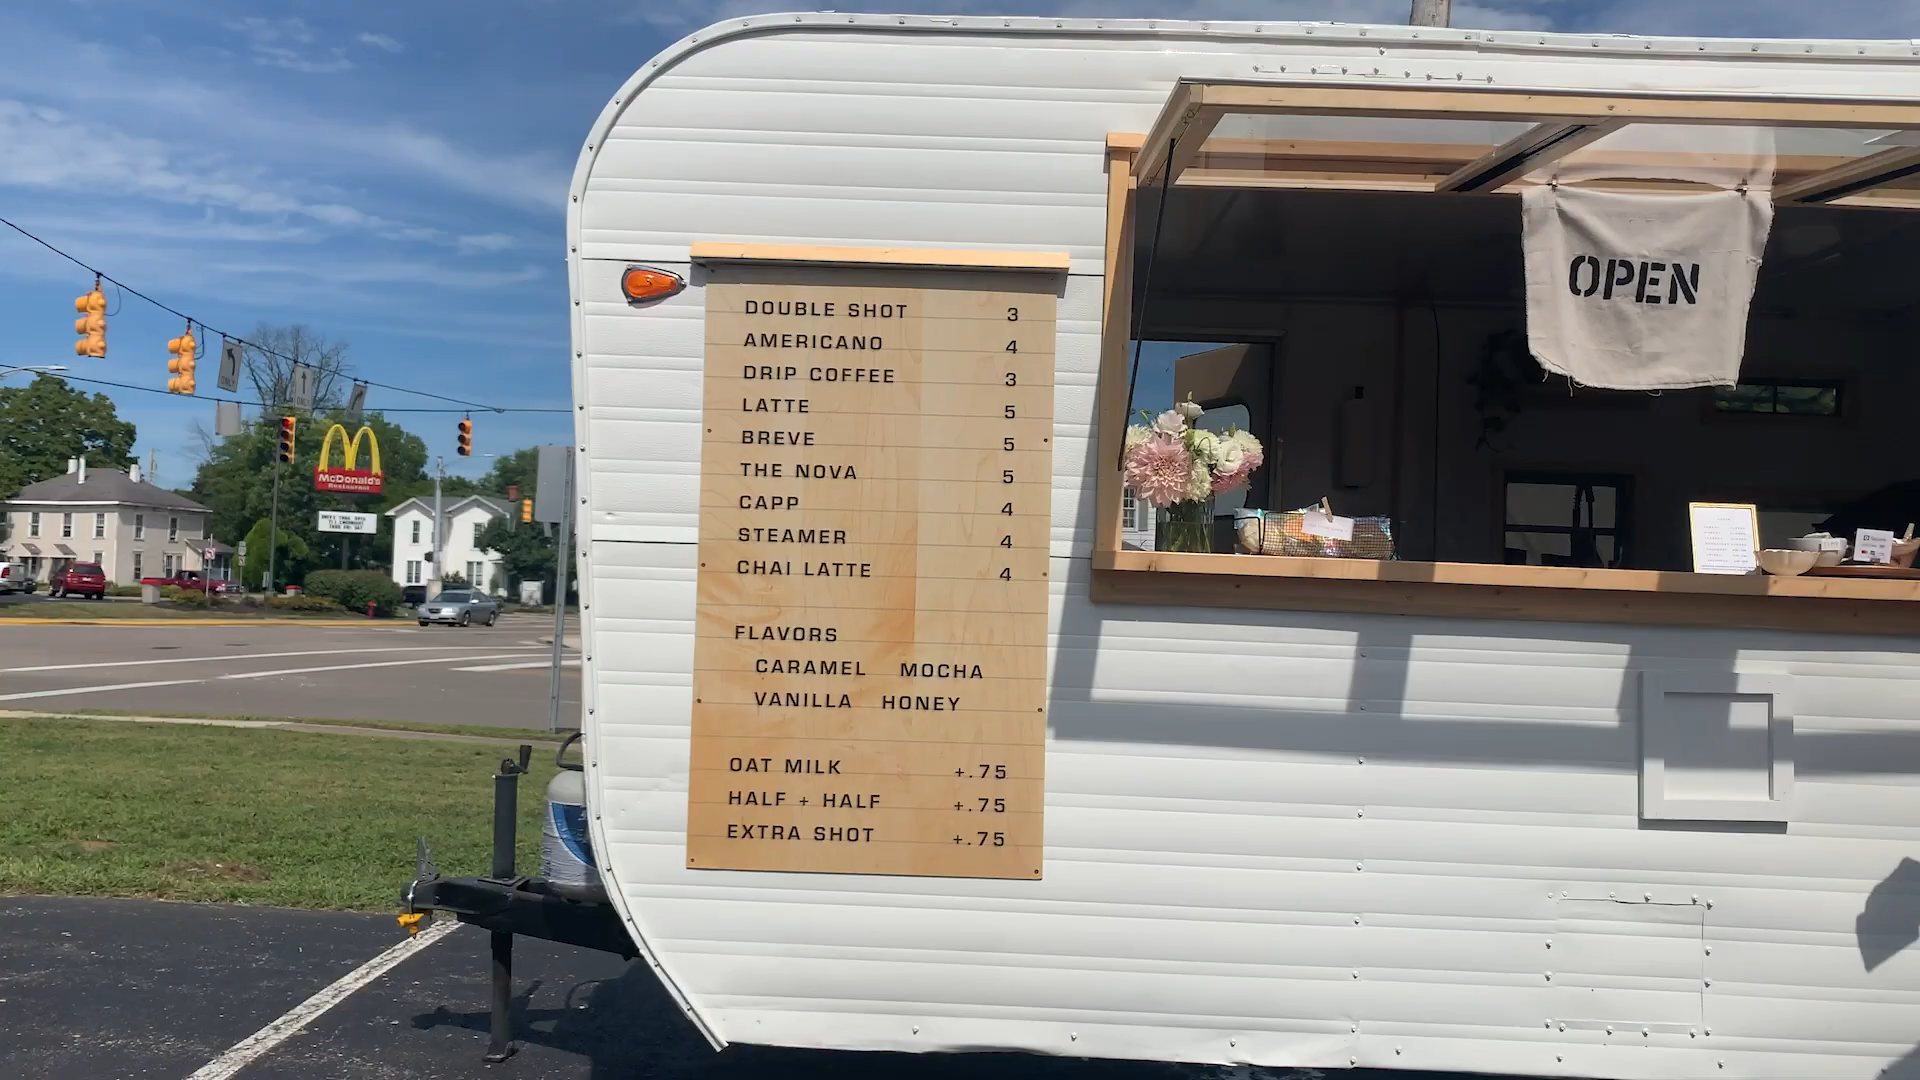 DOUBLE SHOT 3
AMERICANO 4
DRIP COFFEE 3
LATTE 5
BREVE 5
THE NOVA 5
CAPP 4
STEAMER 4
CHAI LATTE 4
FLAVORS
CARAMEL MOCHA
VANILLA HONEY
OAT MILK +.75
HALF + HALF +.75
EXTRA SHOT +.75
OPEN
McDonald's
Restaurant
ONLY